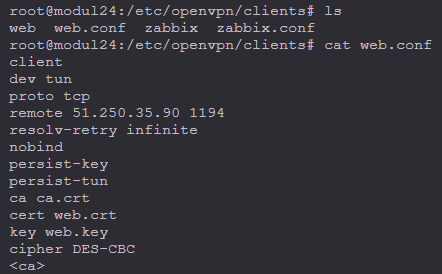 root@modul24:/etc/openvpn/clients# ls
web  web.conf  zabbix  zabbix.conf
root@modul24:/etc/openvpn/clients# cat web.conf
client
dev tun
proto tcp
remote 51.250.35.90 1194
resolv-retry infinite
nobind
persist-key
persist-tun
ca ca.crt
cert web.crt
key web.key
cipher DES-CBC
<ca>